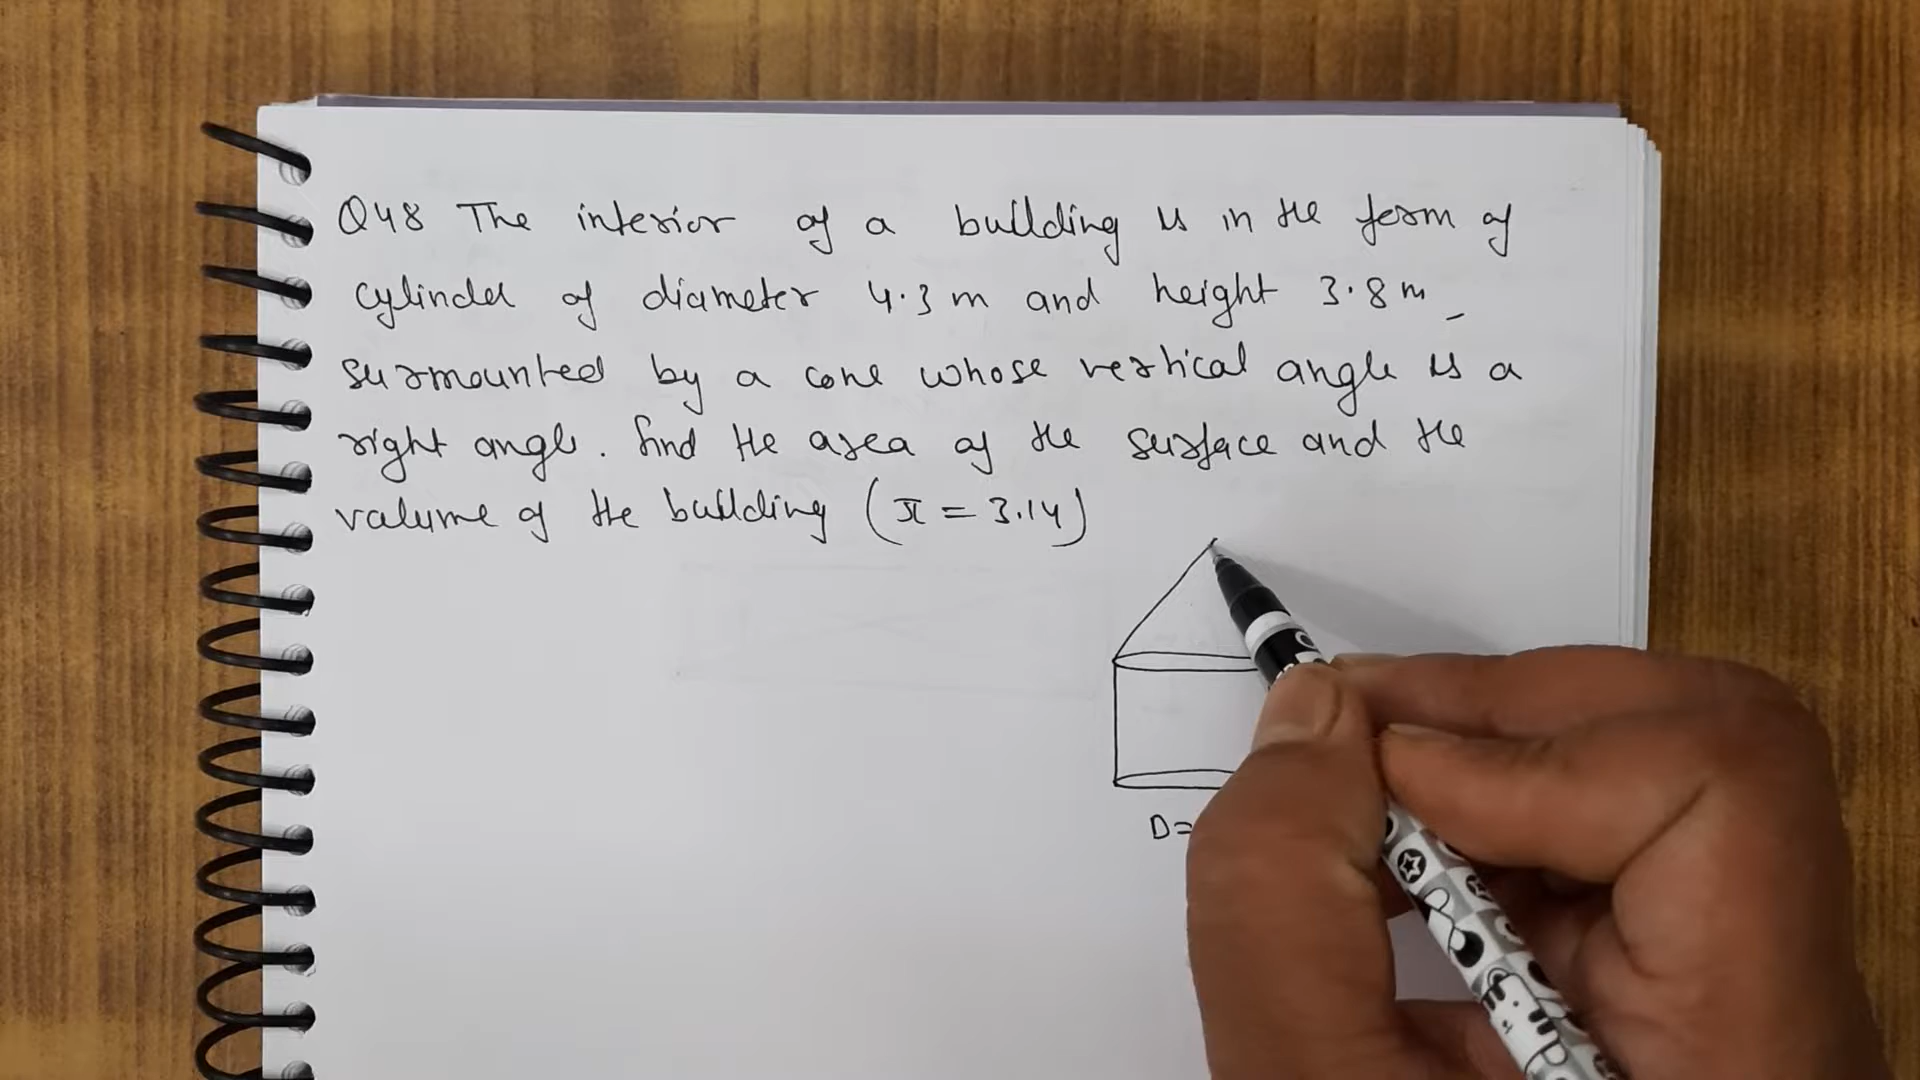 Q48 The interior of a building is in the form of
cylinder of diameter 4.3 m and height 3.8 m,
surmounted by a cone whose vertical angle is a
right angle. find the area of the surface and the
volume of the building (π = 3.14)
D=